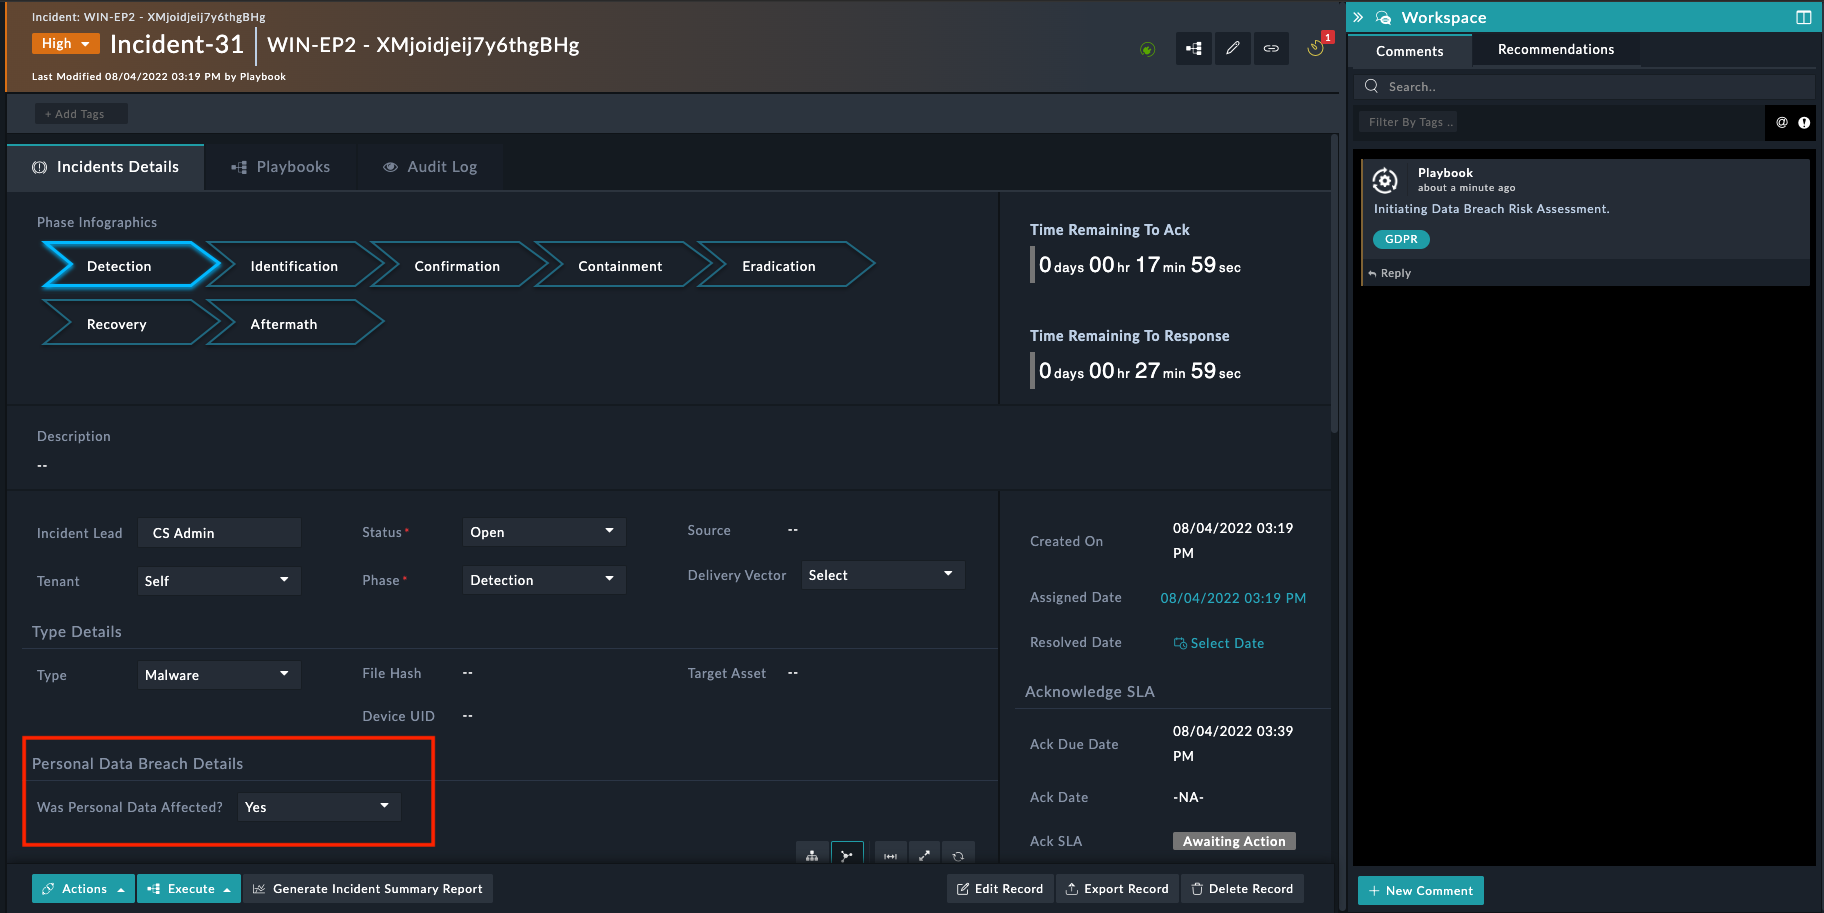 Incident: WIN-EP2 - XMjoidjeij7y6thgBHg
High Incident-31 WIN-EP2 - XMjoidjeij7y6thgBHg
1
Last Modified 08/04/2022 03:19 PM by Playbook
+ Add Tags
Incidents Details Playbooks Audit Log
Phase Infographics
Detection Identification Confirmation Containment Eradication
Recovery Aftermath
Time Remaining To Ack
0 days 00 hr 17 min 59 sec
Time Remaining To Response
0 days 00 hr 27 min 59 sec
Description
--
Incident Lead CS Admin Status* Open Source --
Tenant Self Phase* Detection Delivery Vector Select
Type Details
Type Malware File Hash -- Target Asset --
Device UID --
Personal Data Breach Details
Was Personal Data Affected? Yes
Created On 08/04/2022 03:19
PM
Assigned Date 08/04/2022 03:19 PM
Resolved Date Select Date
Acknowledge SLA
Ack Due Date 08/04/2022 03:39
PM
Ack Date -NA-
Ack SLA Awaiting Action
Actions Execute Generate Incident Summary Report Edit Record Export Record Delete Record
Workspace
Comments Recommendations
Search..
Filter By Tags ..
@
Playbook
about a minute ago
Initiating Data Breach Risk Assessment.
GDPR
Reply
+ New Comment